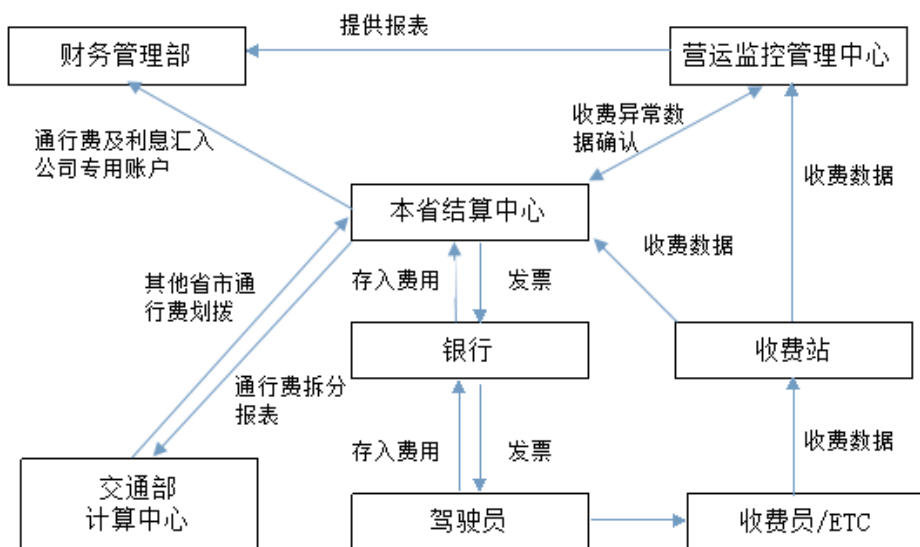 提供报表
财务管理部
营运监控管理中心
通行费及利息汇入
公司专用账户
收费异常数
据确认
收费数据
本省结算中心
收费数据
其他省市通
行费划拨
存入费用
发票
银行
收费站
通行费拆分
报表
存入费用
发票
收费数据
交通部
计算中心
驾驶员
收费员/ETC